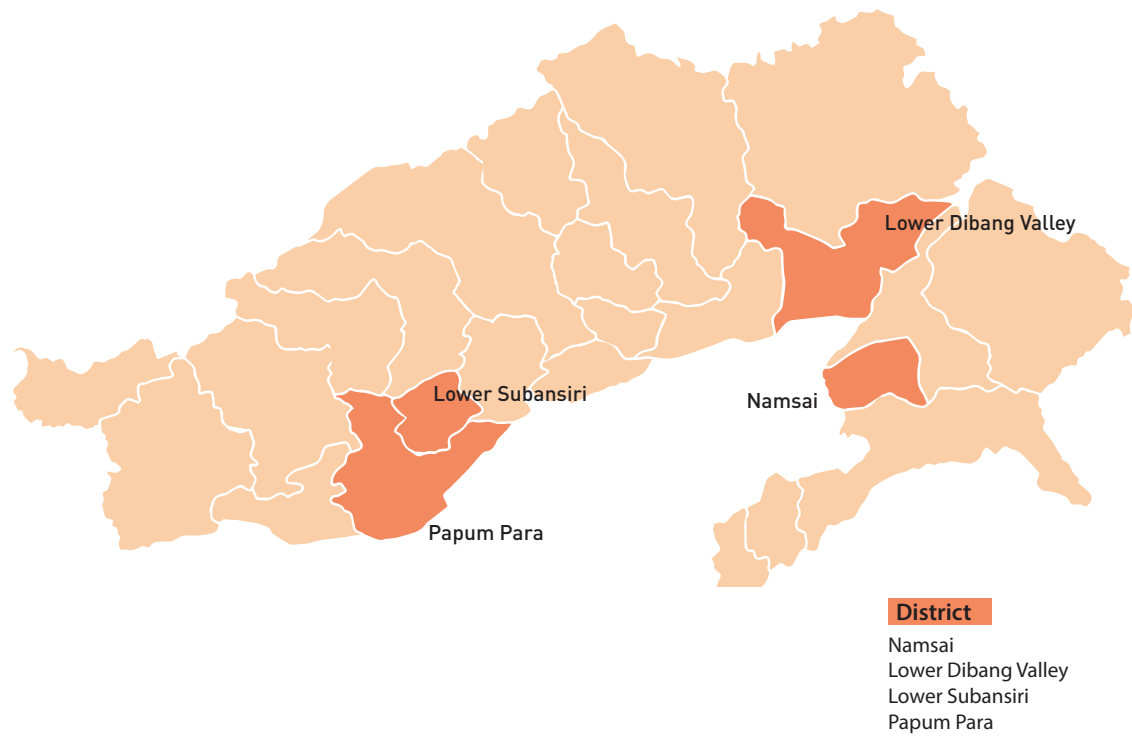 Lower Dibang Valley
Lower Subansiri
Namsai
Papum Para
District
Namsai
Lower Dibang Valley
Lower Subansiri
Papum Para